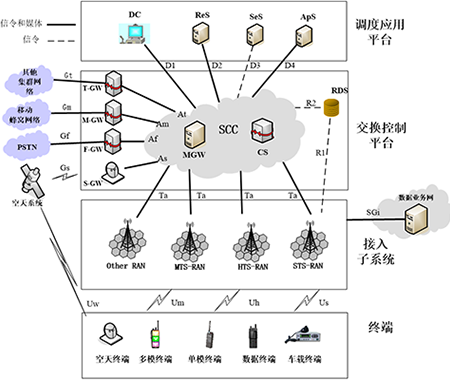 信令和媒体
信令
DC
ReS
SeS
ApS
调度应用
平台
D1
D2
D3
D4
其他
集群网
络
Gt
T-GW
At
移动
蜂窝网络
Gm
M-GW
Am
PSTN
Gf
F-GW
Af
As
Gs
S-GW
空天系统
SCC
MGW
CS
R2
RDS
R1
交换控制
平台
Ta
Ta
Ta
Ta
Other RAN
MTS-RAN
HTS-RAN
STS-RAN
SGi
数据业务网
接入
子系统
Uw
Um
Uh
Us
空天终端
多模终端
单模终端
数据终端
车载终端
终端